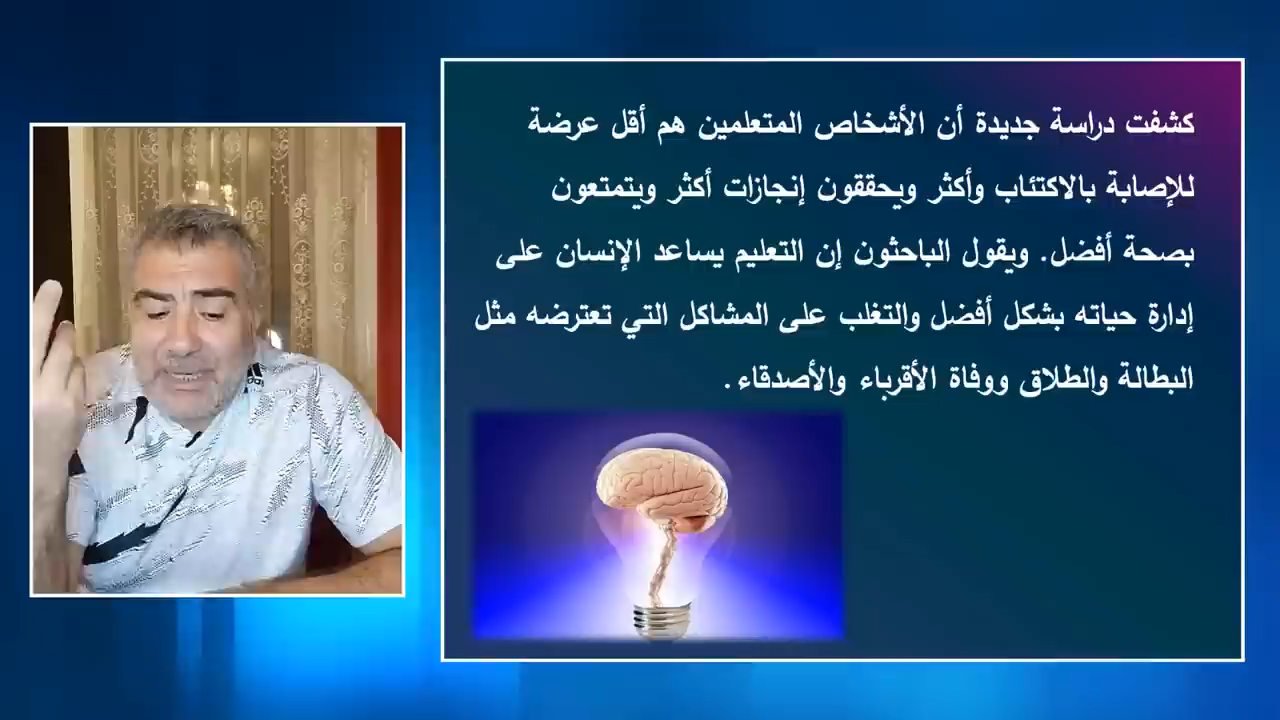 كشفت دراسة جديدة أن الأشخاص المتعلمين هم أقل عرضة
للإصابة بالاكتئاب وأكثر ويحققون إنجازات أكثر ويتمتعون
بصحة أفضل. ويقول الباحثون إن التعليم يساعد الإنسان على
إدارة حياته بشكل أفضل والتغلب على المشاكل التي تعترضه مثل
البطالة والطلاق ووفاة الأقرباء والأصدقاء.